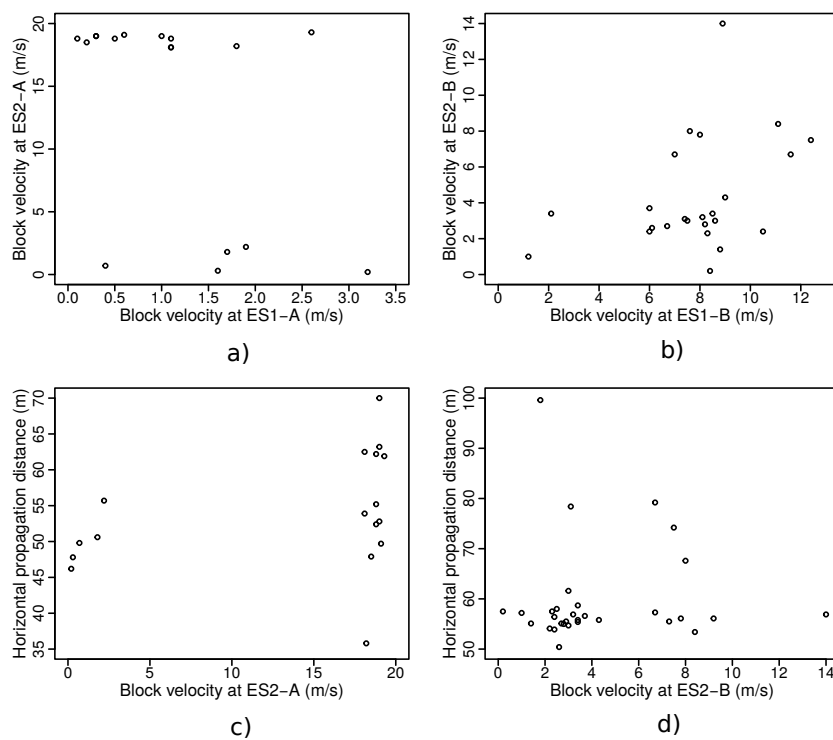 Block velocity at ES2−A (m/s)
0 5 10 15 20
0.0 0.5 1.0 1.5 2.0 2.5 3.0 3.5
Block velocity at ES1−A (m/s)
a)
Block velocity at ES2−B (m/s)
0 2 4 6 8 10 12 14
0 2 4 6 8 10 12
Block velocity at ES1−B (m/s)
b)
Horizontal propagation distance (m)
35 40 45 50 55 60 65 70
0 5 10 15 20
Block velocity at ES2−A (m/s)
c)
Horizontal propagation distance (m)
50 60 70 80 90 100
0 2 4 6 8 10 12 14
Block velocity at ES2−B (m/s)
d)